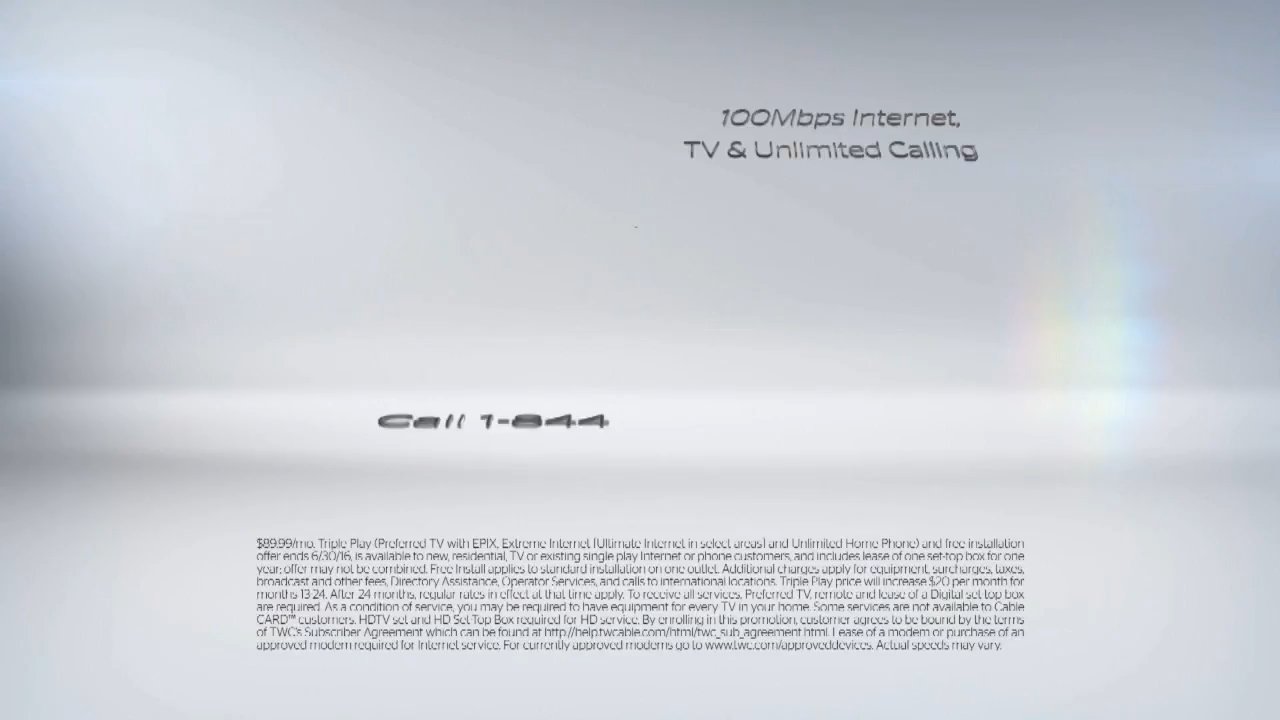 100Mbps Internet,
TV & Unlimited Calling
Call 1-844
$89.99/mo. Triple Play (Preferred TV with EPIX, Extreme Internet [Ultimate Internet in select areas] and Unlimited Home Phone) and free installation
offer ends 6/30/16, is available to new, residential, TV or existing single play Internet or phone customers, and includes lease of one set-top box for one
year; offer may not be combined. Free Install applies to standard installation on one outlet. Additional charges apply for equipment, surcharges, taxes,
broadcast and other fees, Directory Assistance, Operator Services, and calls to international locations. Triple Play price will increase $20 per month for
months 13-24. After 24 months, regular rates in effect at that time apply. To receive all services, Preferred TV, remote and lease of a Digital set-top box
are required. As a condition of service, you may be required to have equipment for every TV in your home. Some services are not available to Cable
CARD™ customers. HDTV set and HD Set-Top Box required for HD service. By enrolling in this promotion, customer agrees to be bound by the terms
of TWC's Subscriber Agreement which can be found at http://help.twcable.com/html/twc_sub_agreement.html. Lease of a modem or purchase of an
approved modem required for Internet service. For currently approved modems go to www.twc.com/approveddevices. Actual speeds may vary.